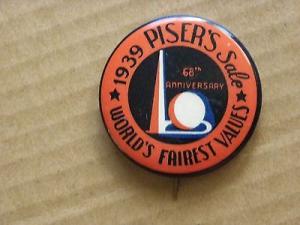 1939 PISER'S Sale
68th
ANNIVERSARY
★ WORLD'S FAIREST VALUES ★